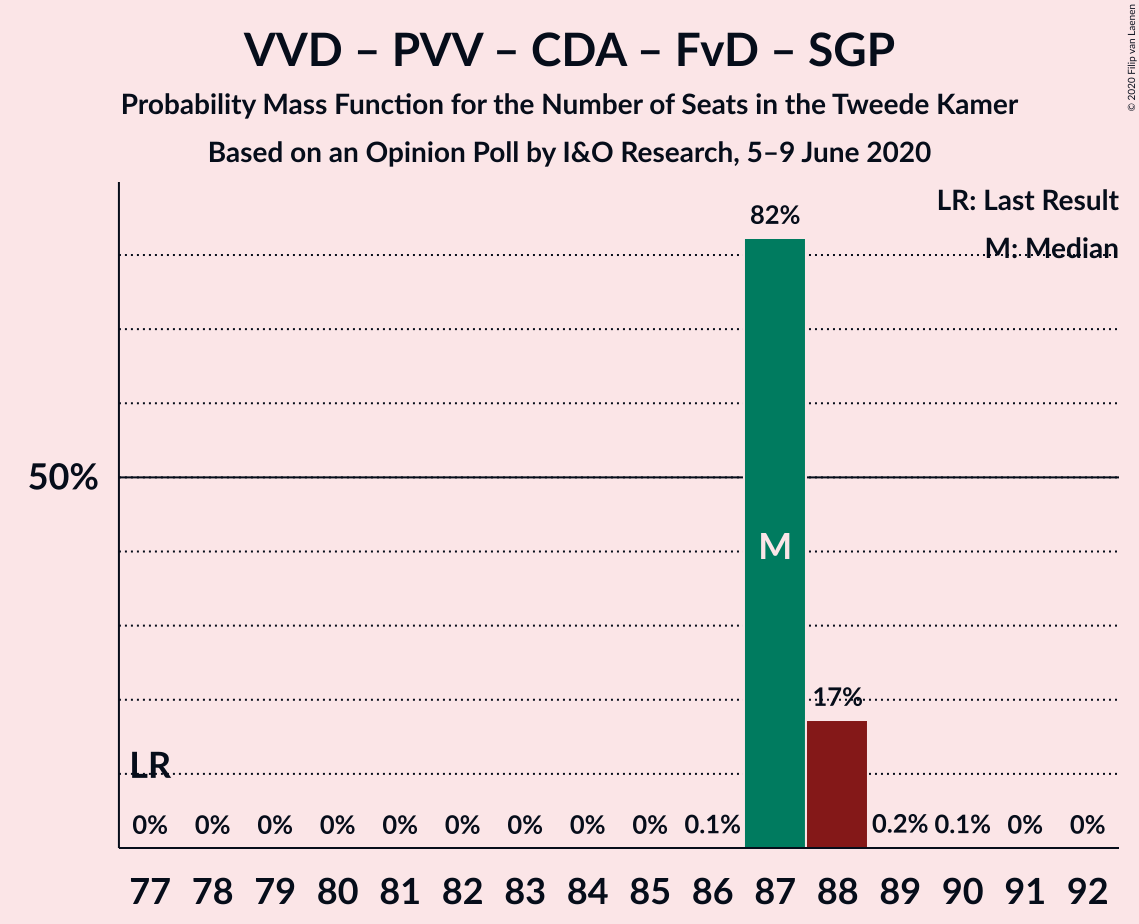 VVD – PVV – CDA – FvD – SGP
Probability Mass Function for the Number of Seats in the Tweede Kamer
Based on an Opinion Poll by I&O Research, 5–9 June 2020
© 2020 Filip van Laenen
LR: Last Result
M: Median
82%
50%
M
17%
LR
0% 0% 0% 0% 0% 0% 0% 0% 0% 0.1% 0.2% 0.1% 0% 0%
77 78 79 80 81 82 83 84 85 86 87 88 89 90 91 92